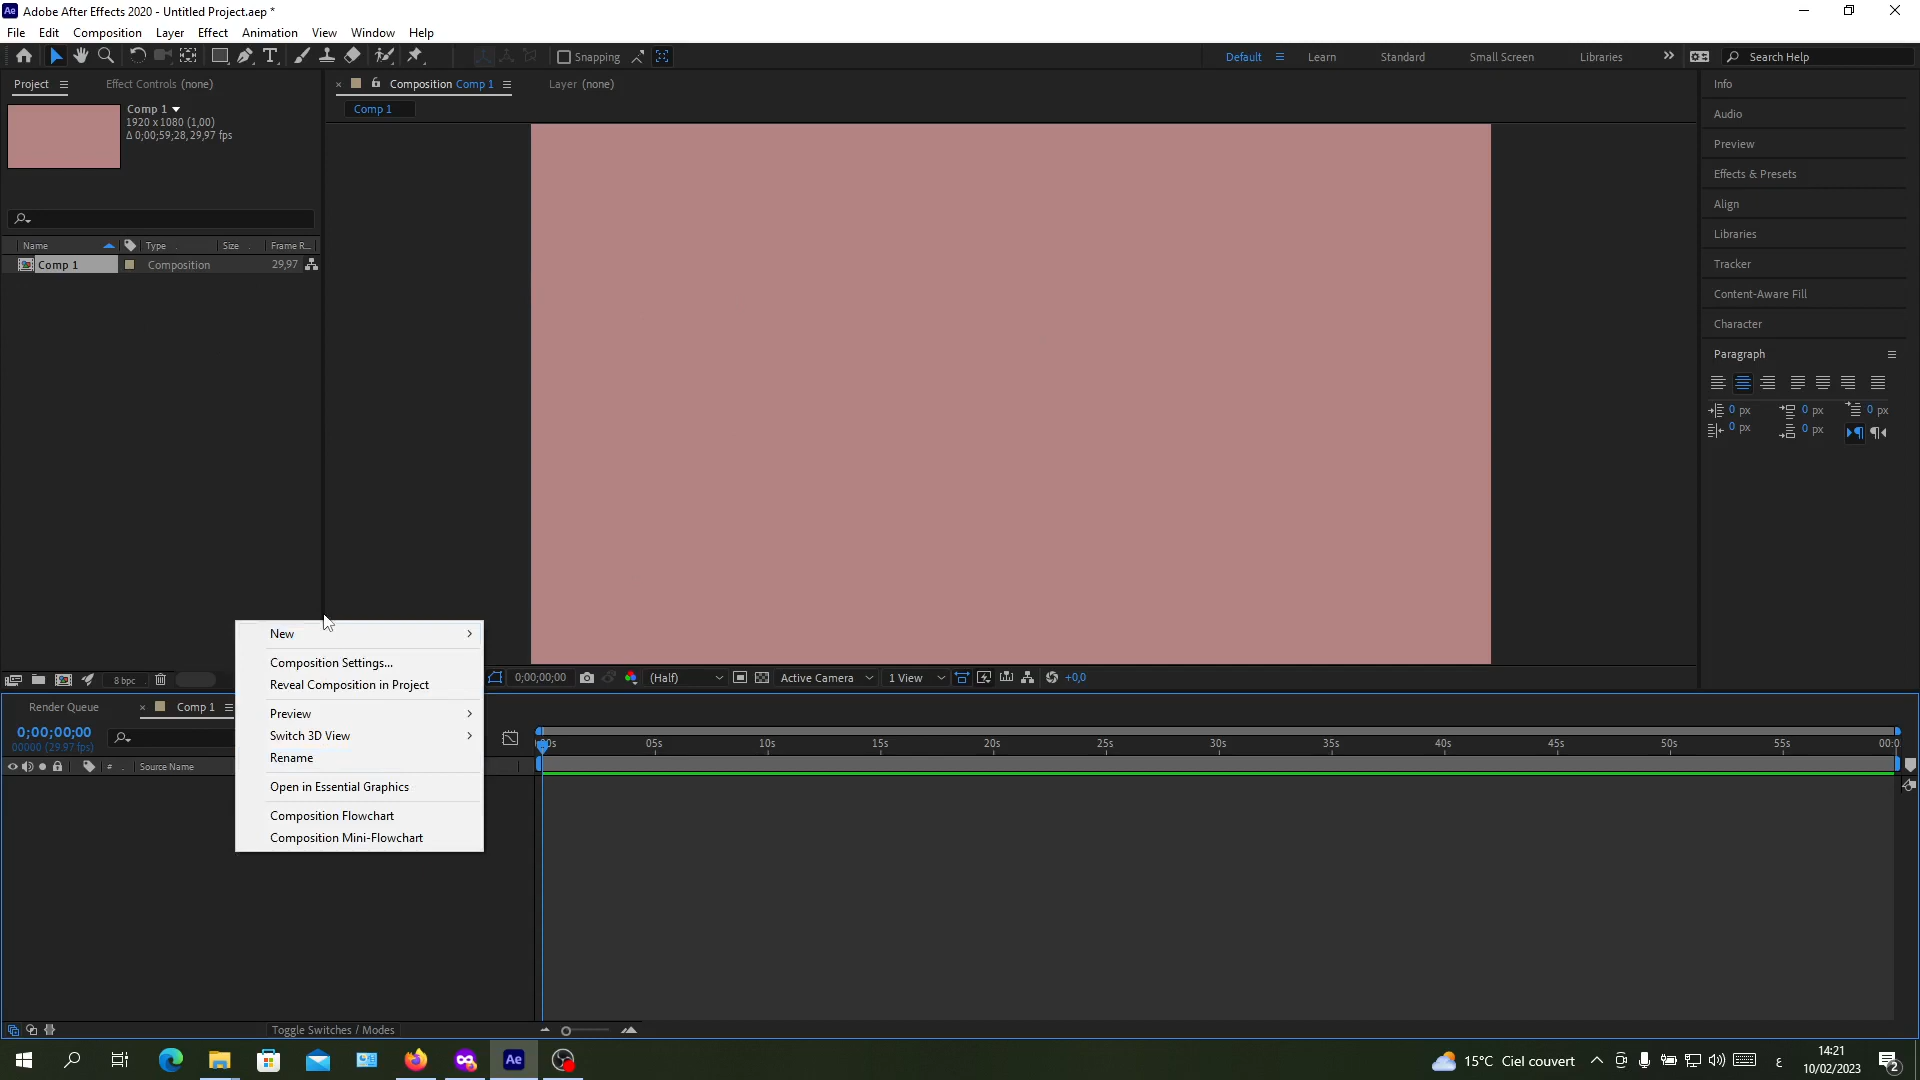 Ae Adobe After Effects 2020 - Untitled Project.aep *
File Edit Composition Layer Effect Animation View Window Help
Snapping Default Learn Standard Small Screen Libraries Search Help
Project Effect Controls (none) Composition Comp 1 Layer (none) Info
Comp 1
1920 x 1080 (1,00)
Δ 0;00;59;28, 29,97 fps
Comp 1
Audio
Preview
Effects & Presets
Align
Libraries
Tracker
Content-Aware Fill
Character
Paragraph
0 px 0 px 0 px
0 px 0 px
Name Type Size Frame R...
Comp 1 Composition 29,97
New
Composition Settings...
Reveal Composition in Project
Preview
Switch 3D View
Rename
Open in Essential Graphics
Composition Flowchart
Composition Mini-Flowchart
8 bpc 0;00;00;00 (Half) Active Camera 1 View +0,0
Render Queue Comp 1
0;00;00;00
00000 (29.97 fps)
# Source Name
00s 05s 10s 15s 20s 25s 30s 35s 40s 45s 50s 55s 00:0
Toggle Switches / Modes
Ae 15°C Ciel couvert ع 14:21
10/02/2023 2